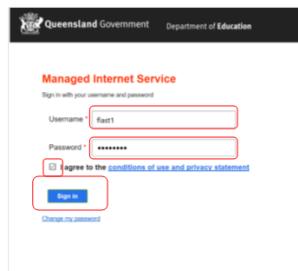 Queensland Government Department of Education
Managed Internet Service
Sign in with your username and password
Username * flast1
Password * ••••••••
I agree to the conditions of use and privacy statement
Sign in
Change my password